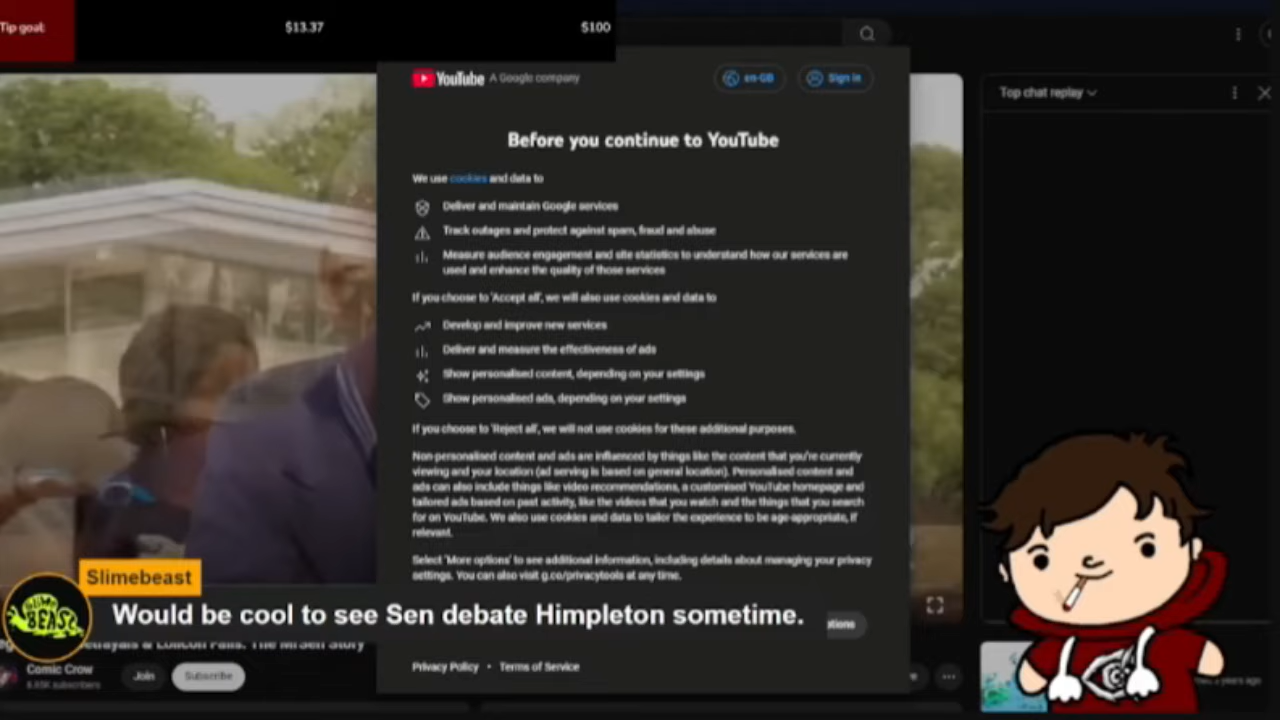 Tip goal:
$13.37
$100
YouTube A Google company
en-GB
Sign in
Top chat replay
Before you continue to YouTube
We use cookies and data to
Deliver and maintain Google services
Track outages and protect against spam, fraud and abuse
Measure audience engagement and site statistics to understand how our services are
used and enhance the quality of those services
If you choose to 'Accept all', we will also use cookies and data to
Develop and improve new services
Deliver and measure the effectiveness of ads
Show personalised content, depending on your settings
Show personalised ads, depending on your settings
If you choose to 'Reject all', we will not use cookies for these additional purposes.
Non-personalised content and ads are influenced by things like the content that you're currently
viewing and your location (ad serving is based on general location). Personalised content and
ads can also include things like video recommendations, a customised YouTube homepage and
tailored ads based on past activity, like the videos that you watch and the things that you search
for on YouTube. We also use cookies and data to tailor the experience to be age-appropriate, if
relevant.
Select 'More options' to see additional information, including details about managing your privacy
settings. You can also visit g.co/privacytools at any time.
Slimebeast
SLIME BEAST
Would be cool to see Sen debate Himpleton sometime.
Story
Comic Crow
subscribers
Join
Subscribe
Privacy Policy • Terms of Service
years ago